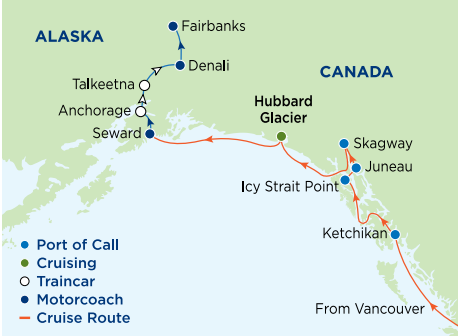 Fairbanks
ALASKA
Denali
CANADA
Talkeetna
Hubbard
Glacier
Anchorage
Seward
Skagway
Juneau
Icy Strait Point
Ketchikan
Port of Call
Cruising
Traincar
Motorcoach
Cruise Route
From Vancouver